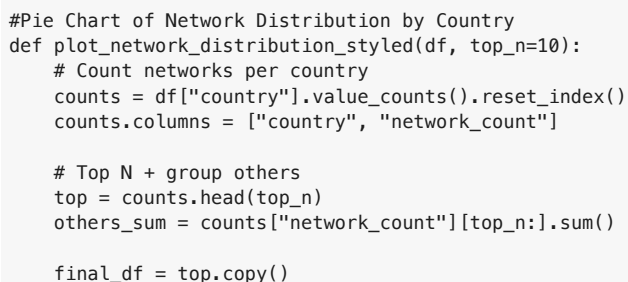 #Pie Chart of Network Distribution by Country
def plot_network_distribution_styled(df, top_n=10):
    # Count networks per country
    counts = df["country"].value_counts().reset_index()
    counts.columns = ["country", "network_count"]

    # Top N + group others
    top = counts.head(top_n)
    others_sum = counts["network_count"][top_n:].sum()

    final_df = top.copy()